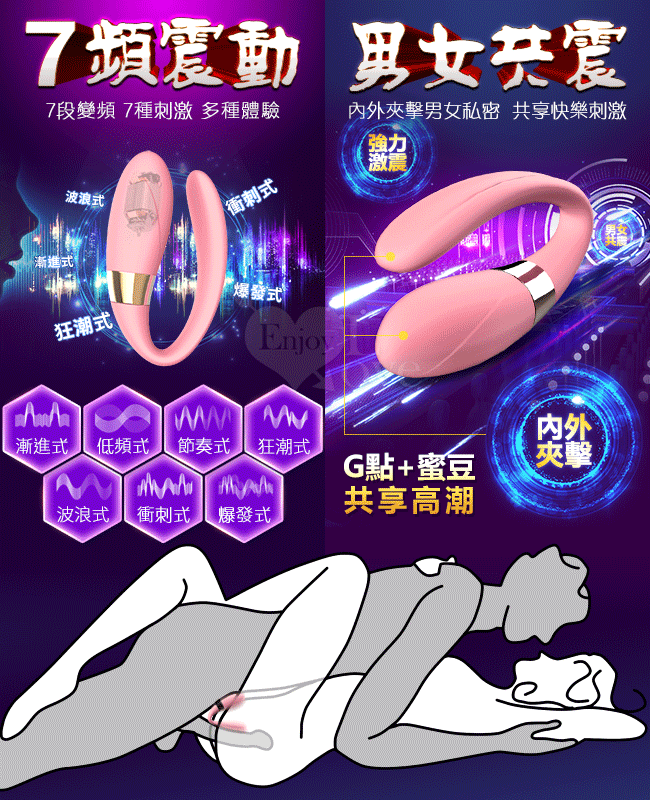 7頻震動
7段變頻 7種刺激 多種體驗
波浪式
衝刺式
漸進式
爆發式
狂潮式
漸進式
低頻式
節奏式
狂潮式
波浪式
衝刺式
爆發式
男女共震
內外夾擊男女私密 共享快樂刺激
強力
激震
男女
共震
內外
夾擊
G點+蜜豆
共享高潮
Enjoy
Love